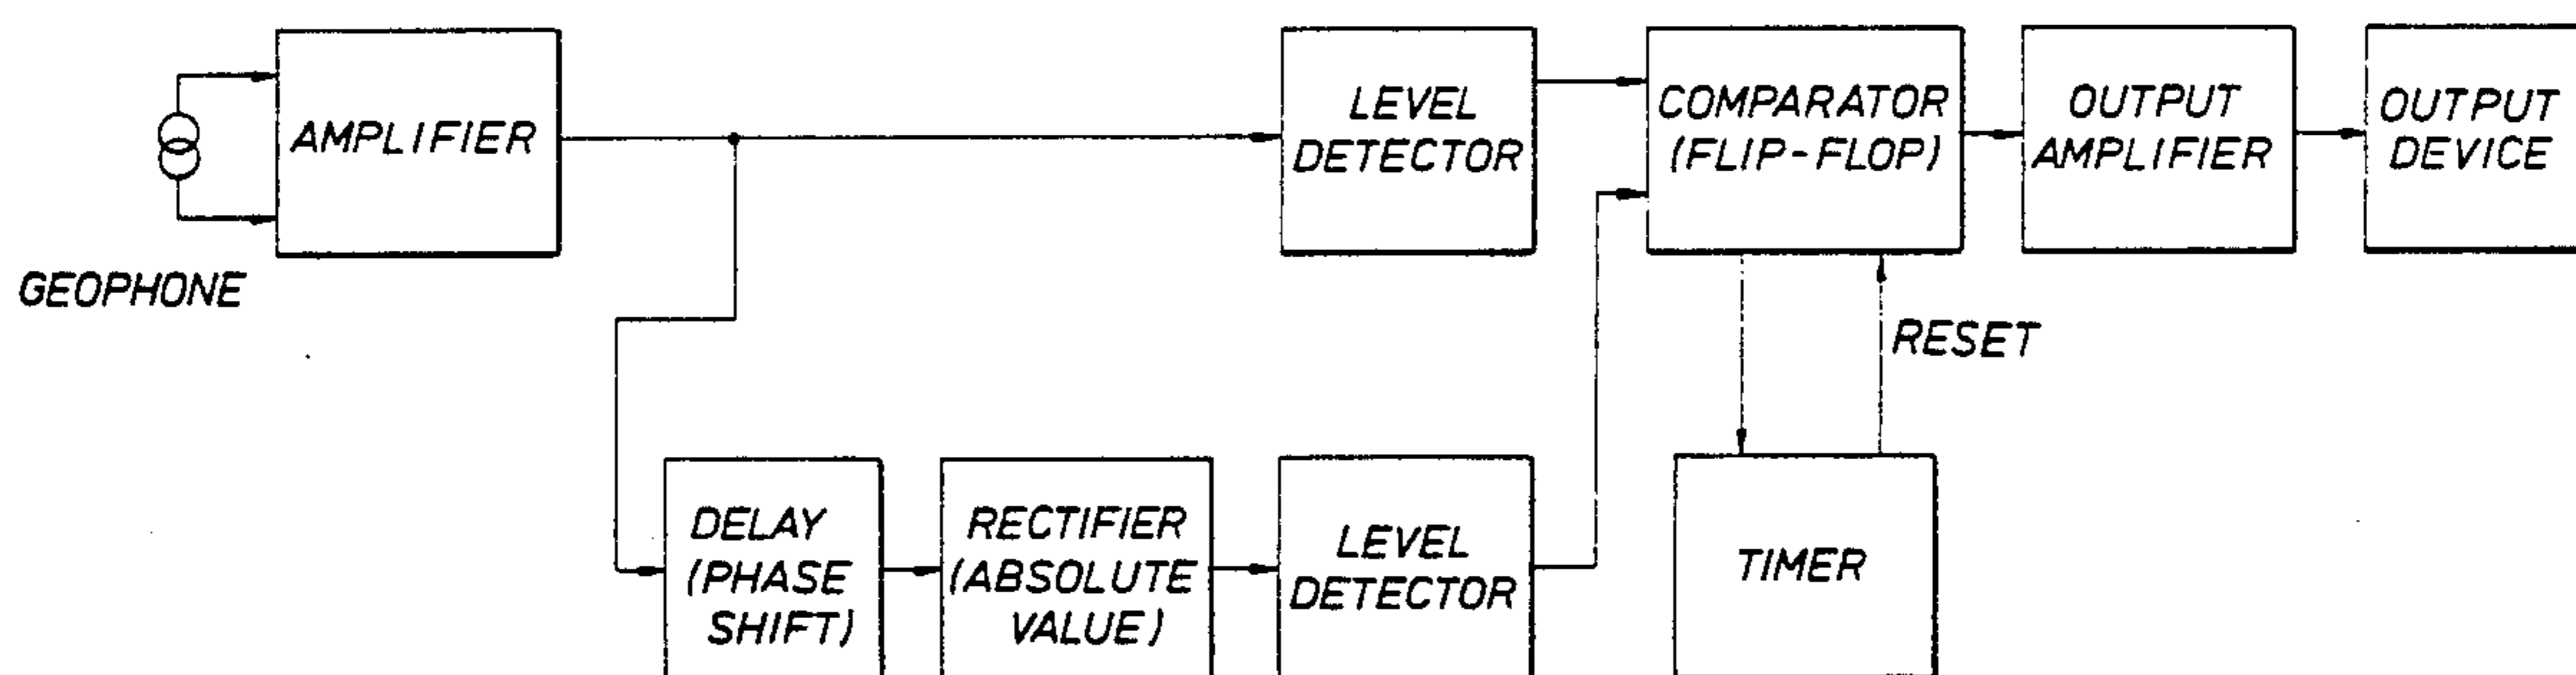 AMPLIFIER
GEOPHONE
LEVEL
DETECTOR
COMPARATOR
(FLIP-FLOP)
OUTPUT
AMPLIFIER
OUTPUT
DEVICE
RESET
DELAY
(PHASE
SHIFT)
RECTIFIER
(ABSOLUTE
VALUE)
LEVEL
DETECTOR
TIMER